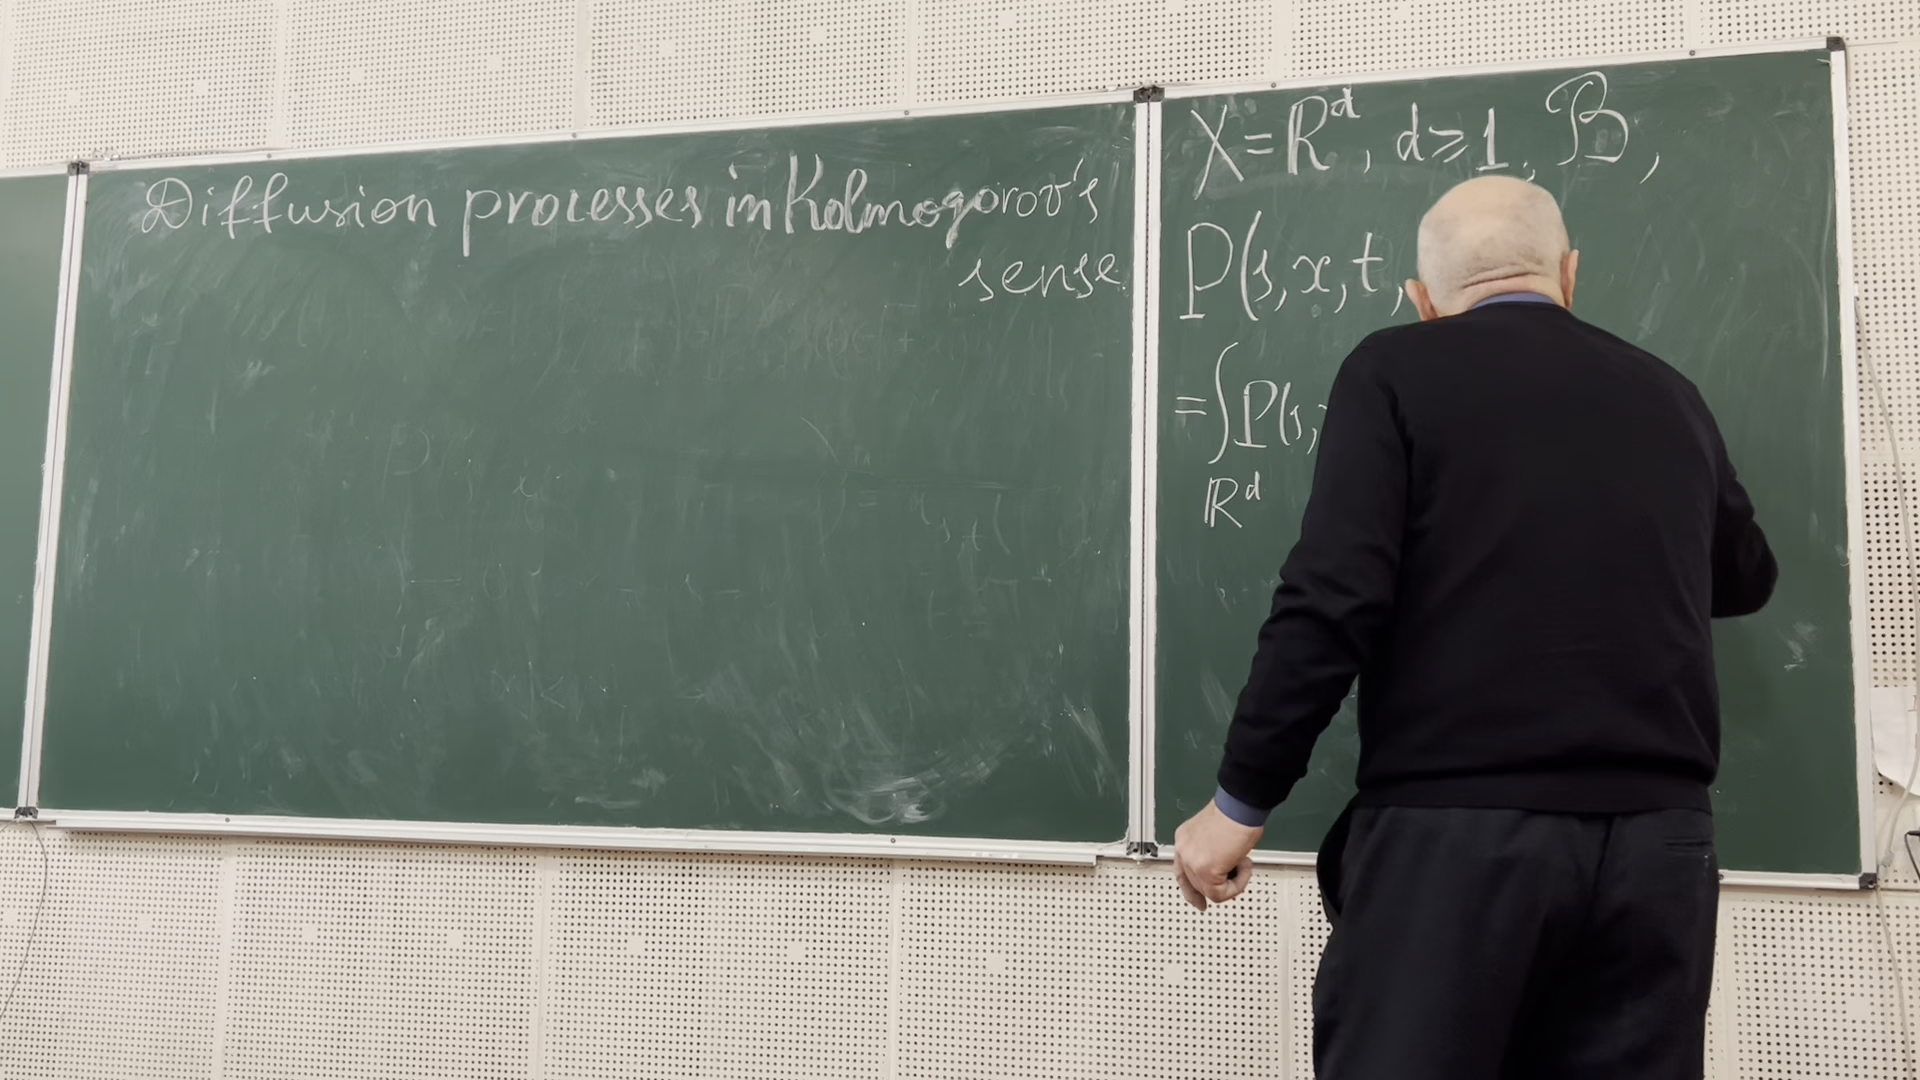 Diffusion processes in Kolmogorov's
sense
X = R^d, d ≥ 1, B,
P(s, x, t,
= ∫ P(s,
R^d